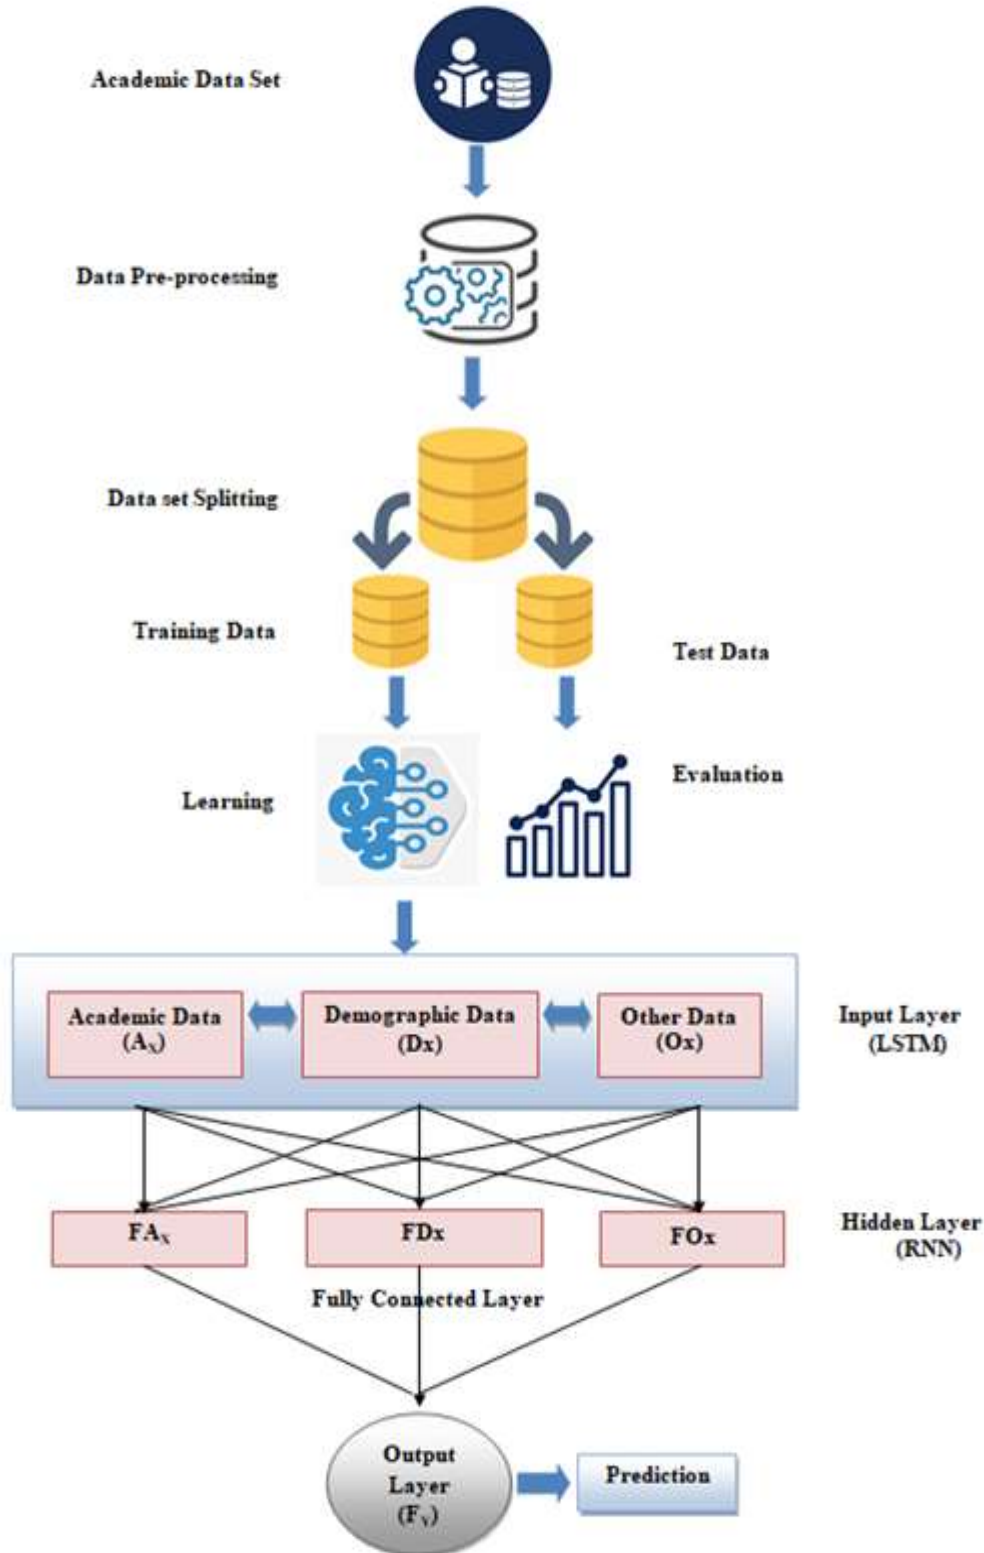 Academic Data Set
Data Pre-processing
Data set Splitting
Training Data
Test Data
Learning
Evaluation
Academic Data
(Aₓ)
Demographic Data
(Dx)
Other Data
(Ox)
Input Layer
(LSTM)
FAₓ
FDx
FOx
Hidden Layer
(RNN)
Fully Connected Layer
Output
Layer
(Fᵧ)
Prediction